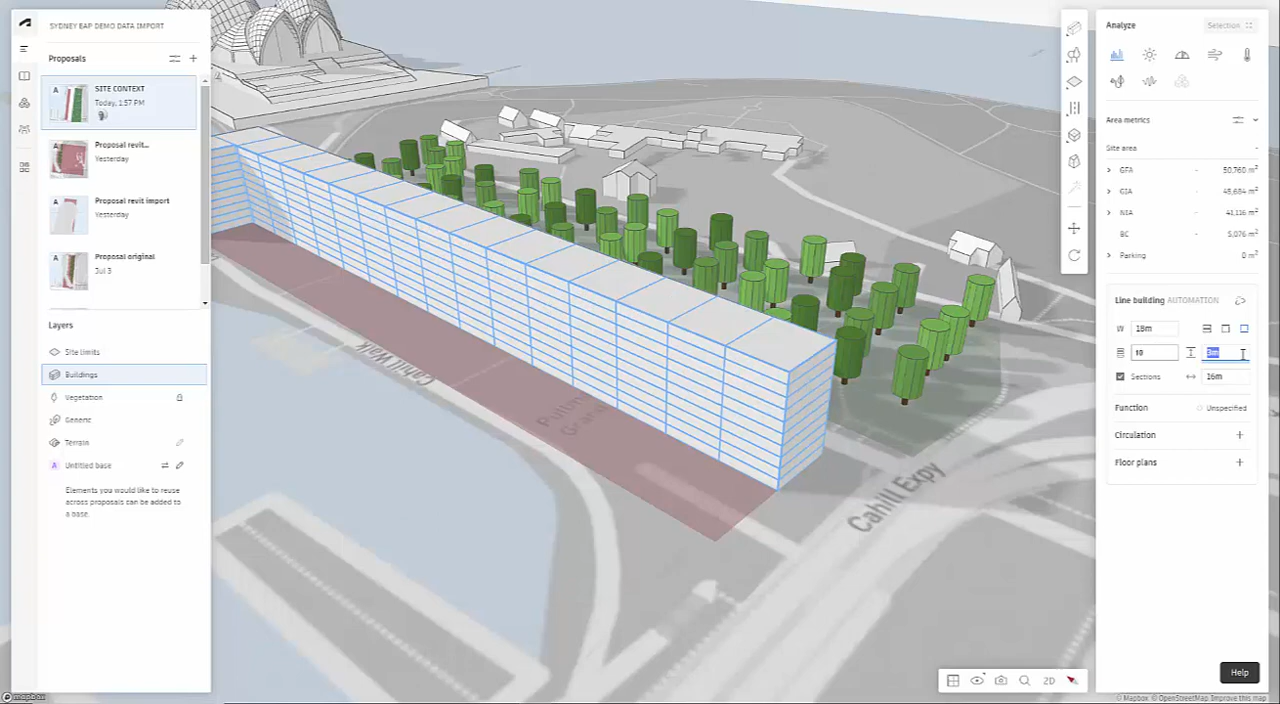 SYDNEY EAP DEMO DATA IMPORT
Proposals
A
SITE CONTEXT
Today, 1:57 PM
A
Proposal revit...
Yesterday
A
Proposal revit import
Yesterday
A
Proposal original
Jul 3
Layers
Site limits
Buildings
Vegetation
Generic
Terrain
A Untitled base
Elements you would like to reuse
across proposals can be added to
a base.
Cahill Walk
Cahill Expy
Analyze
Selection
Area metrics
Site area -
GFA - 50,760 m²
GIA - 48,684 m²
NIA - 41,116 m²
BC - 5,076 m²
Parking 0 m²
Line building AUTOMATION
W 18m
10 3m
Sections 16m
Function Unspecified
Circulation
Floor plans
2D
Help
mapbox
© Mapbox © OpenStreetMap Improve this map